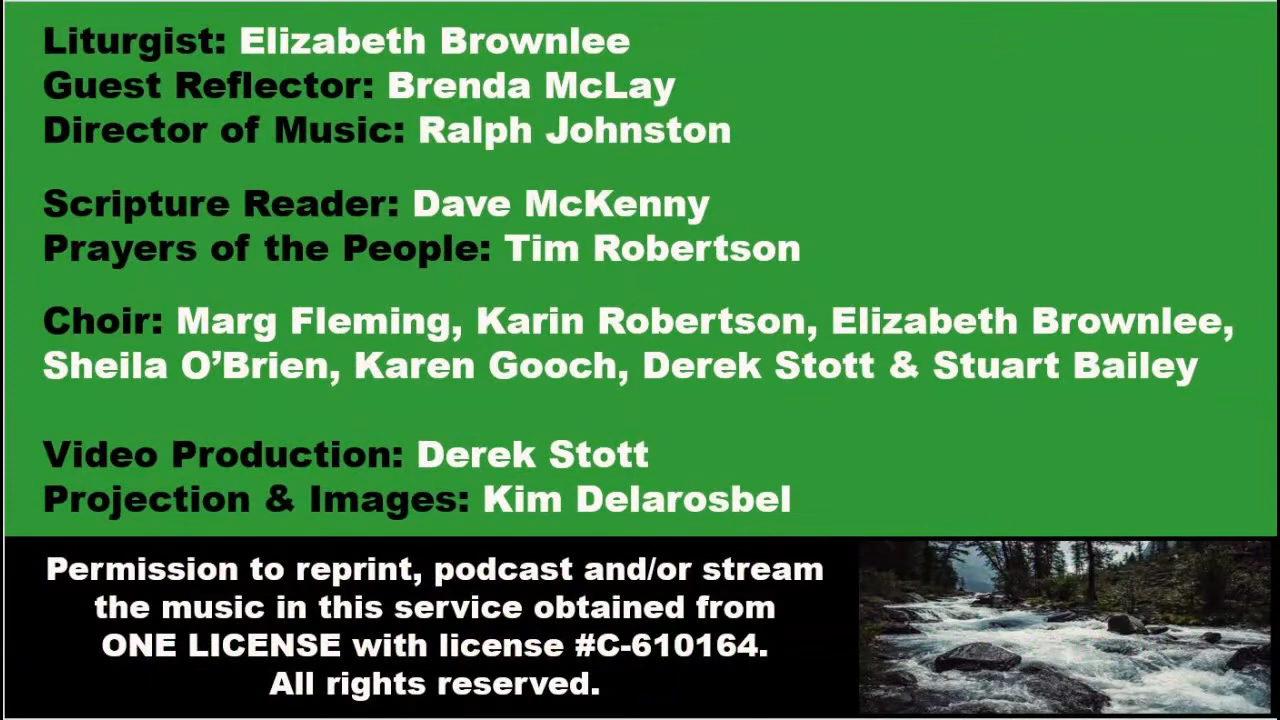 Liturgist: Elizabeth Brownlee
Guest Reflector: Brenda McLay
Director of Music: Ralph Johnston
Scripture Reader: Dave McKenny
Prayers of the People: Tim Robertson
Choir: Marg Fleming, Karin Robertson, Elizabeth Brownlee,
Sheila O’Brien, Karen Gooch, Derek Stott & Stuart Bailey
Video Production: Derek Stott
Projection & Images: Kim Delarosbel
Permission to reprint, podcast and/or stream
the music in this service obtained from
ONE LICENSE with license #C-610164.
All rights reserved.